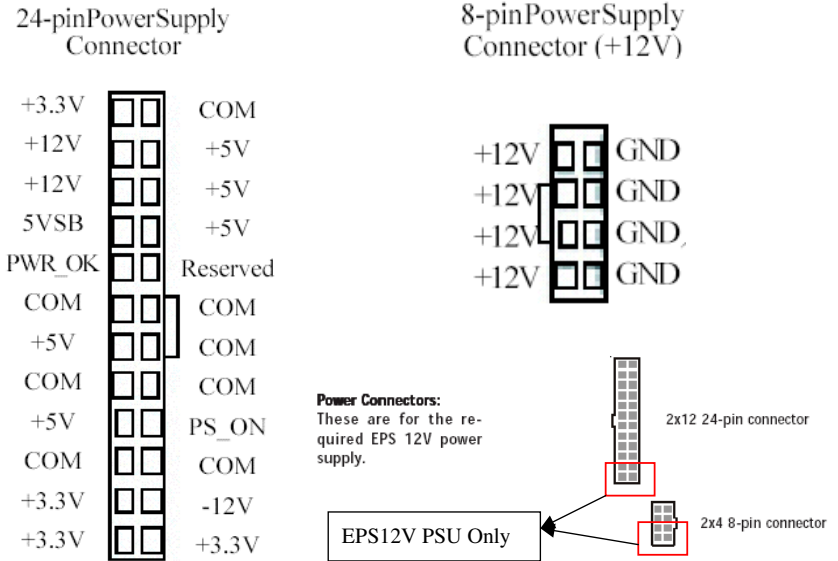 24-pinPowerSupply
Connector
+3.3V COM
+12V +5V
+12V +5V
5VSB +5V
PWR_OK Reserved
COM COM
+5V COM
COM COM
+5V PS_ON
COM COM
+3.3V -12V
+3.3V +3.3V
8-pinPowerSupply
Connector (+12V)
+12V GND
+12V GND
+12V GND
+12V GND
Power Connectors:
These are for the re-
quired EPS 12V power
supply.
2x12 24-pin connector
2x4 8-pin connector
EPS12V PSU Only